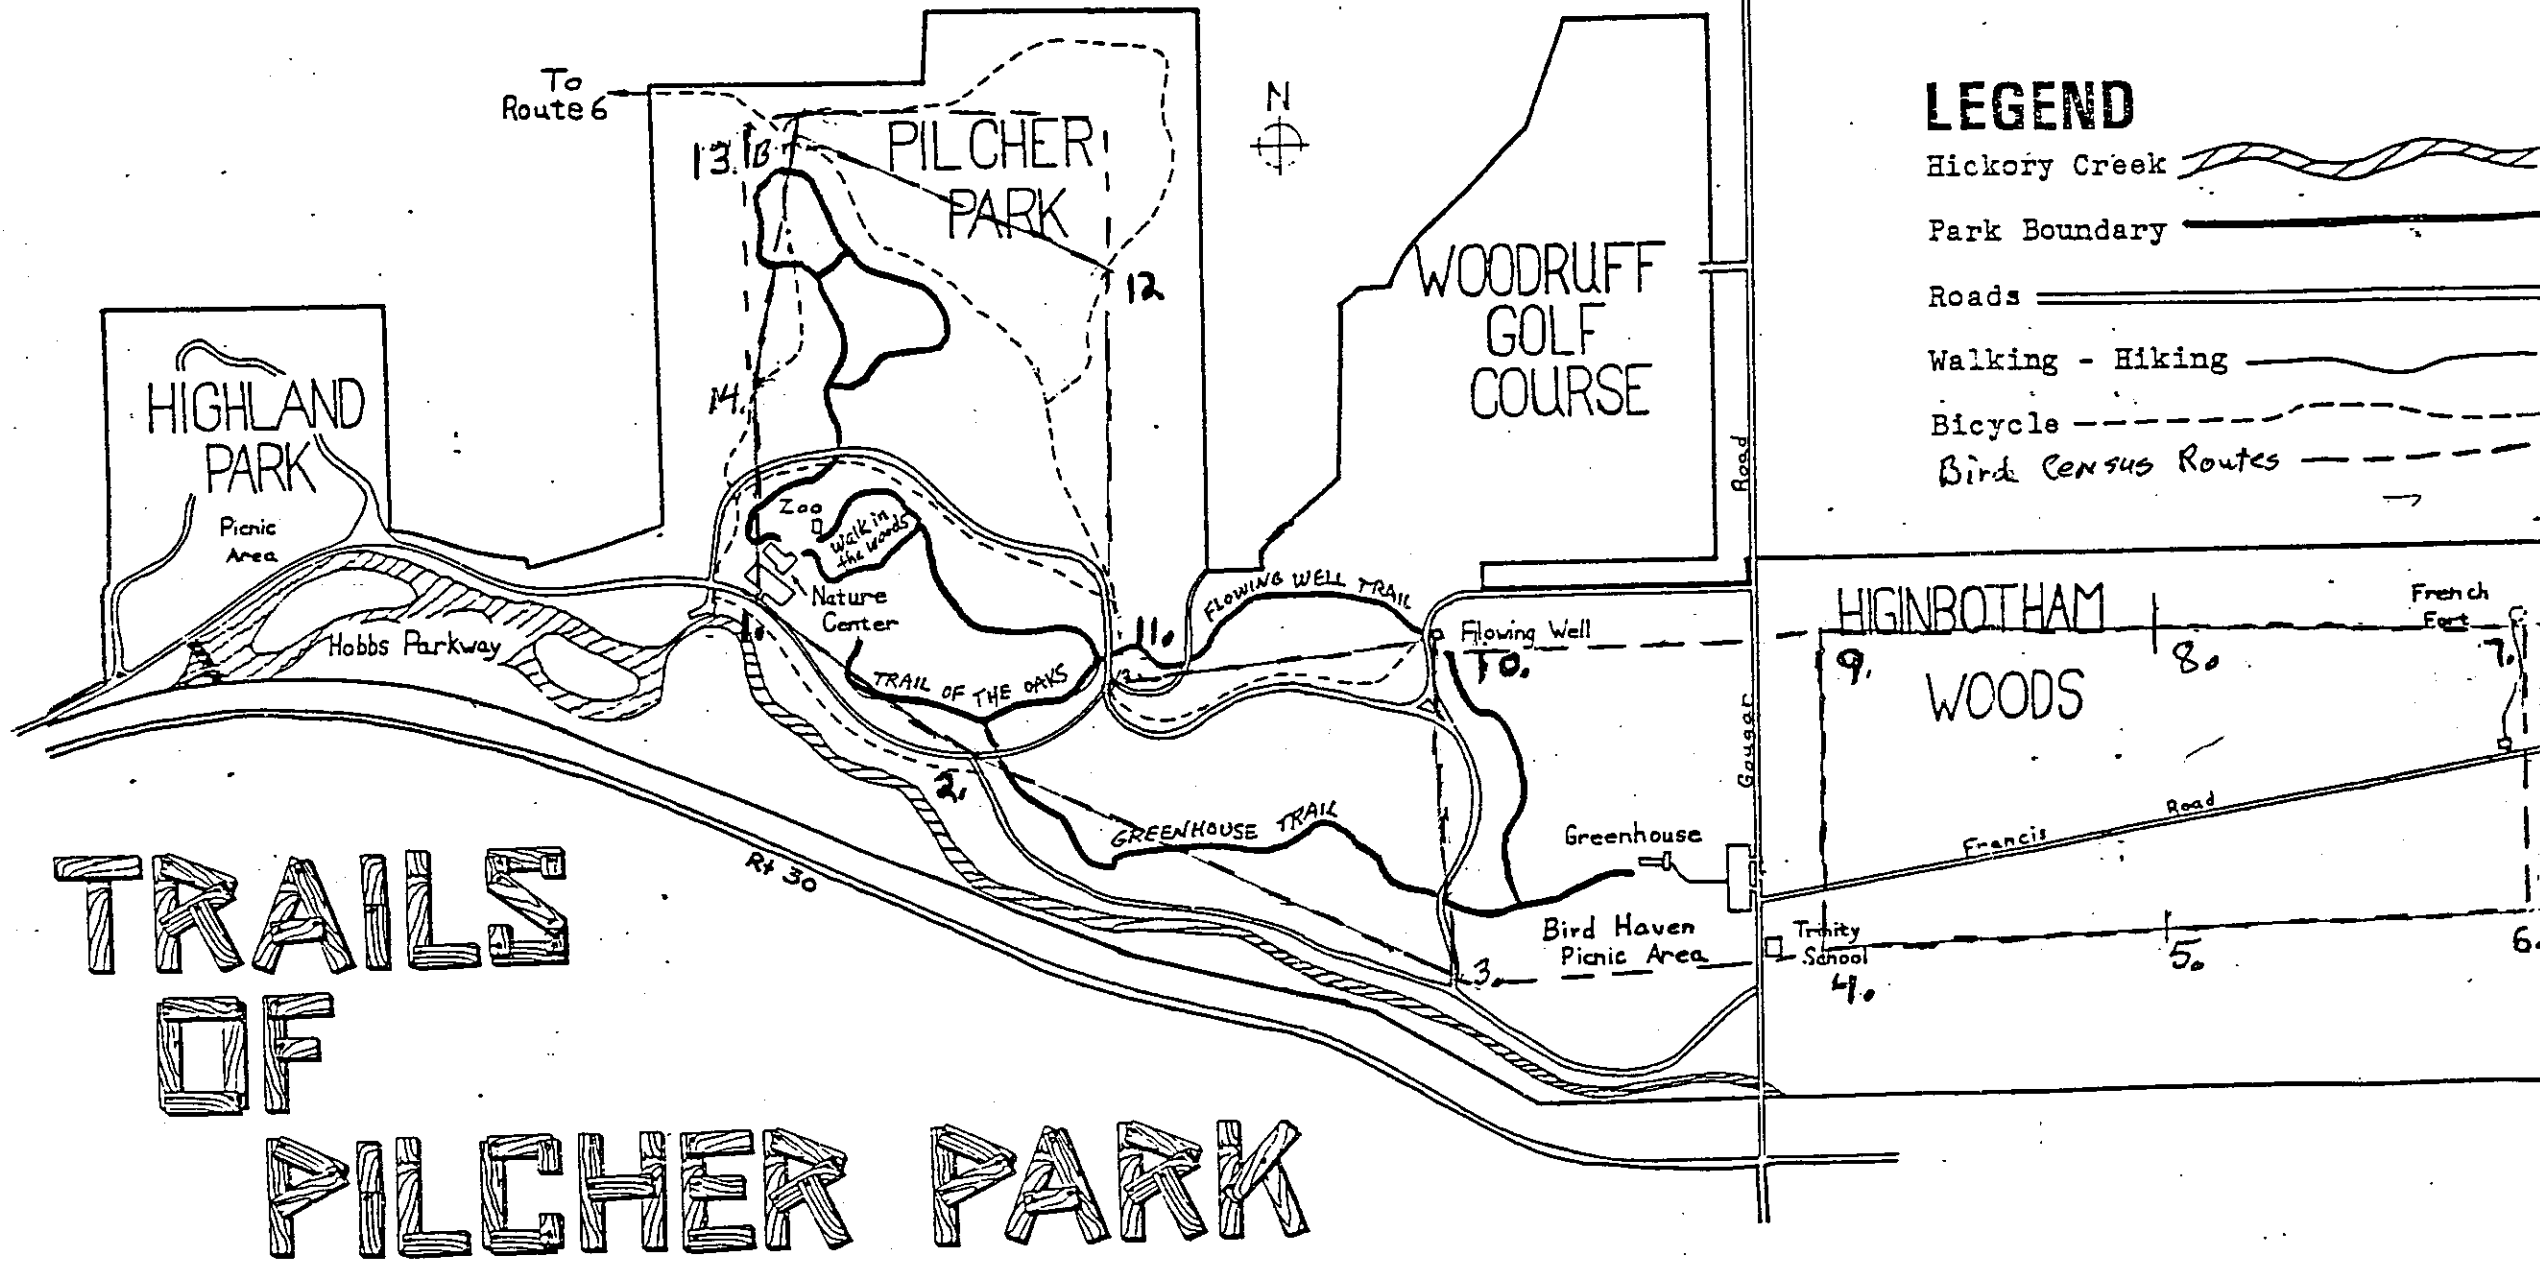 To
Route 6
N
PILCHER
PARK
13.
12.
14.
WOODRUFF
GOLF
COURSE
HIGHLAND
PARK
Picnic
Area
LEGEND
Hickory Creek
Park Boundary
Roads
Walking - Hiking
Bicycle
Bird Census Routes
Road
Gougar
Zoo
Walk in
the Woods
Nature
Center
1.
Hobbs Parkway
TRAIL OF THE OAKS
11.
FLOWING WELL TRAIL
Flowing Well
10.
HIGINBOTHAM
WOODS
French
Fort
9.
8.
7.
2.
GREENHOUSE TRAIL
Greenhouse
Francis Road
Rt 30
Bird Haven
Picnic Area
Trinity
School
3.
4.
5.
6.
TRAILS
OF
PILCHER PARK